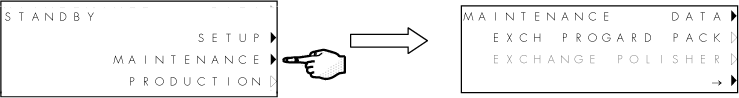 STANDBY
SETUP
MAINTENANCE
PRODUCTION
MAINTENANCE DATA
EXCH PROGARD PACK
EXCHANGE POLISHER
→